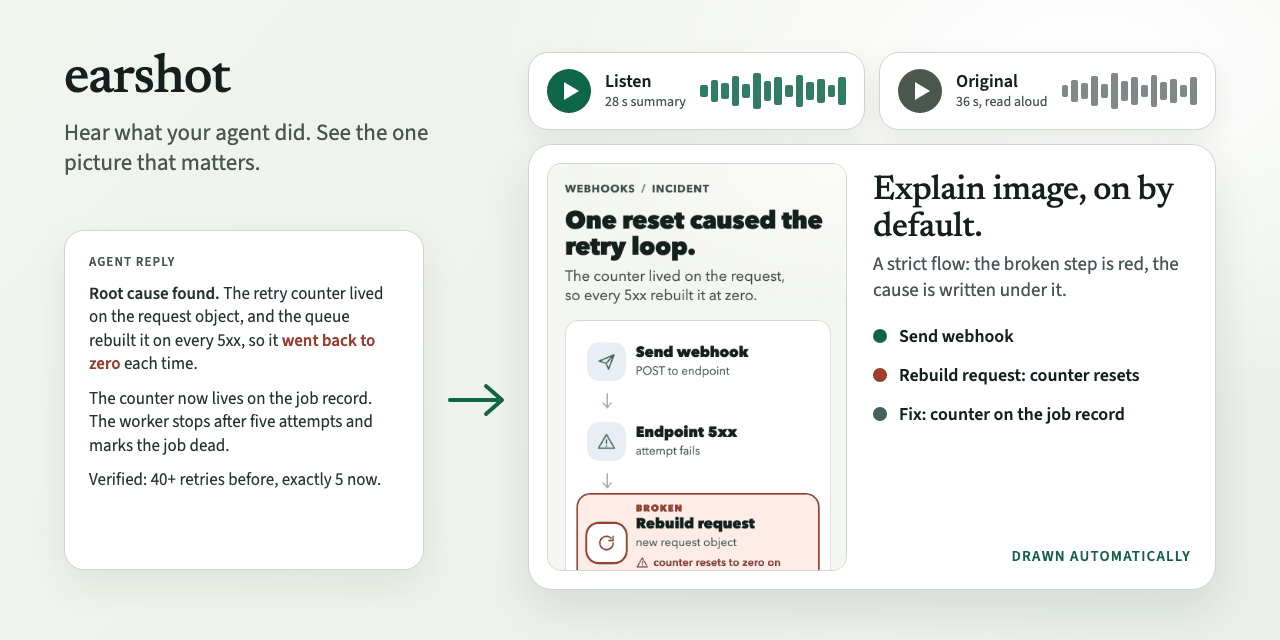 earshot
Hear what your agent did. See the one
picture that matters.
AGENT REPLY
Root cause found. The retry counter lived
on the request object, and the queue
rebuilt it on every 5xx, so it went back to
zero each time.
The counter now lives on the job record.
The worker stops after five attempts and
marks the job dead.
Verified: 40+ retries before, exactly 5 now.
Listen
28 s summary
Original
36 s, read aloud
WEBHOOKS / INCIDENT
One reset caused the
retry loop.
The counter lived on the request,
so every 5xx rebuilt it at zero.
Send webhook
POST to endpoint
Endpoint 5xx
attempt fails
BROKEN
Rebuild request
new request object
counter resets to zero on
Explain image, on by
default.
A strict flow: the broken step is red, the
cause is written under it.
Send webhook
Rebuild request: counter resets
Fix: counter on the job record
DRAWN AUTOMATICALLY